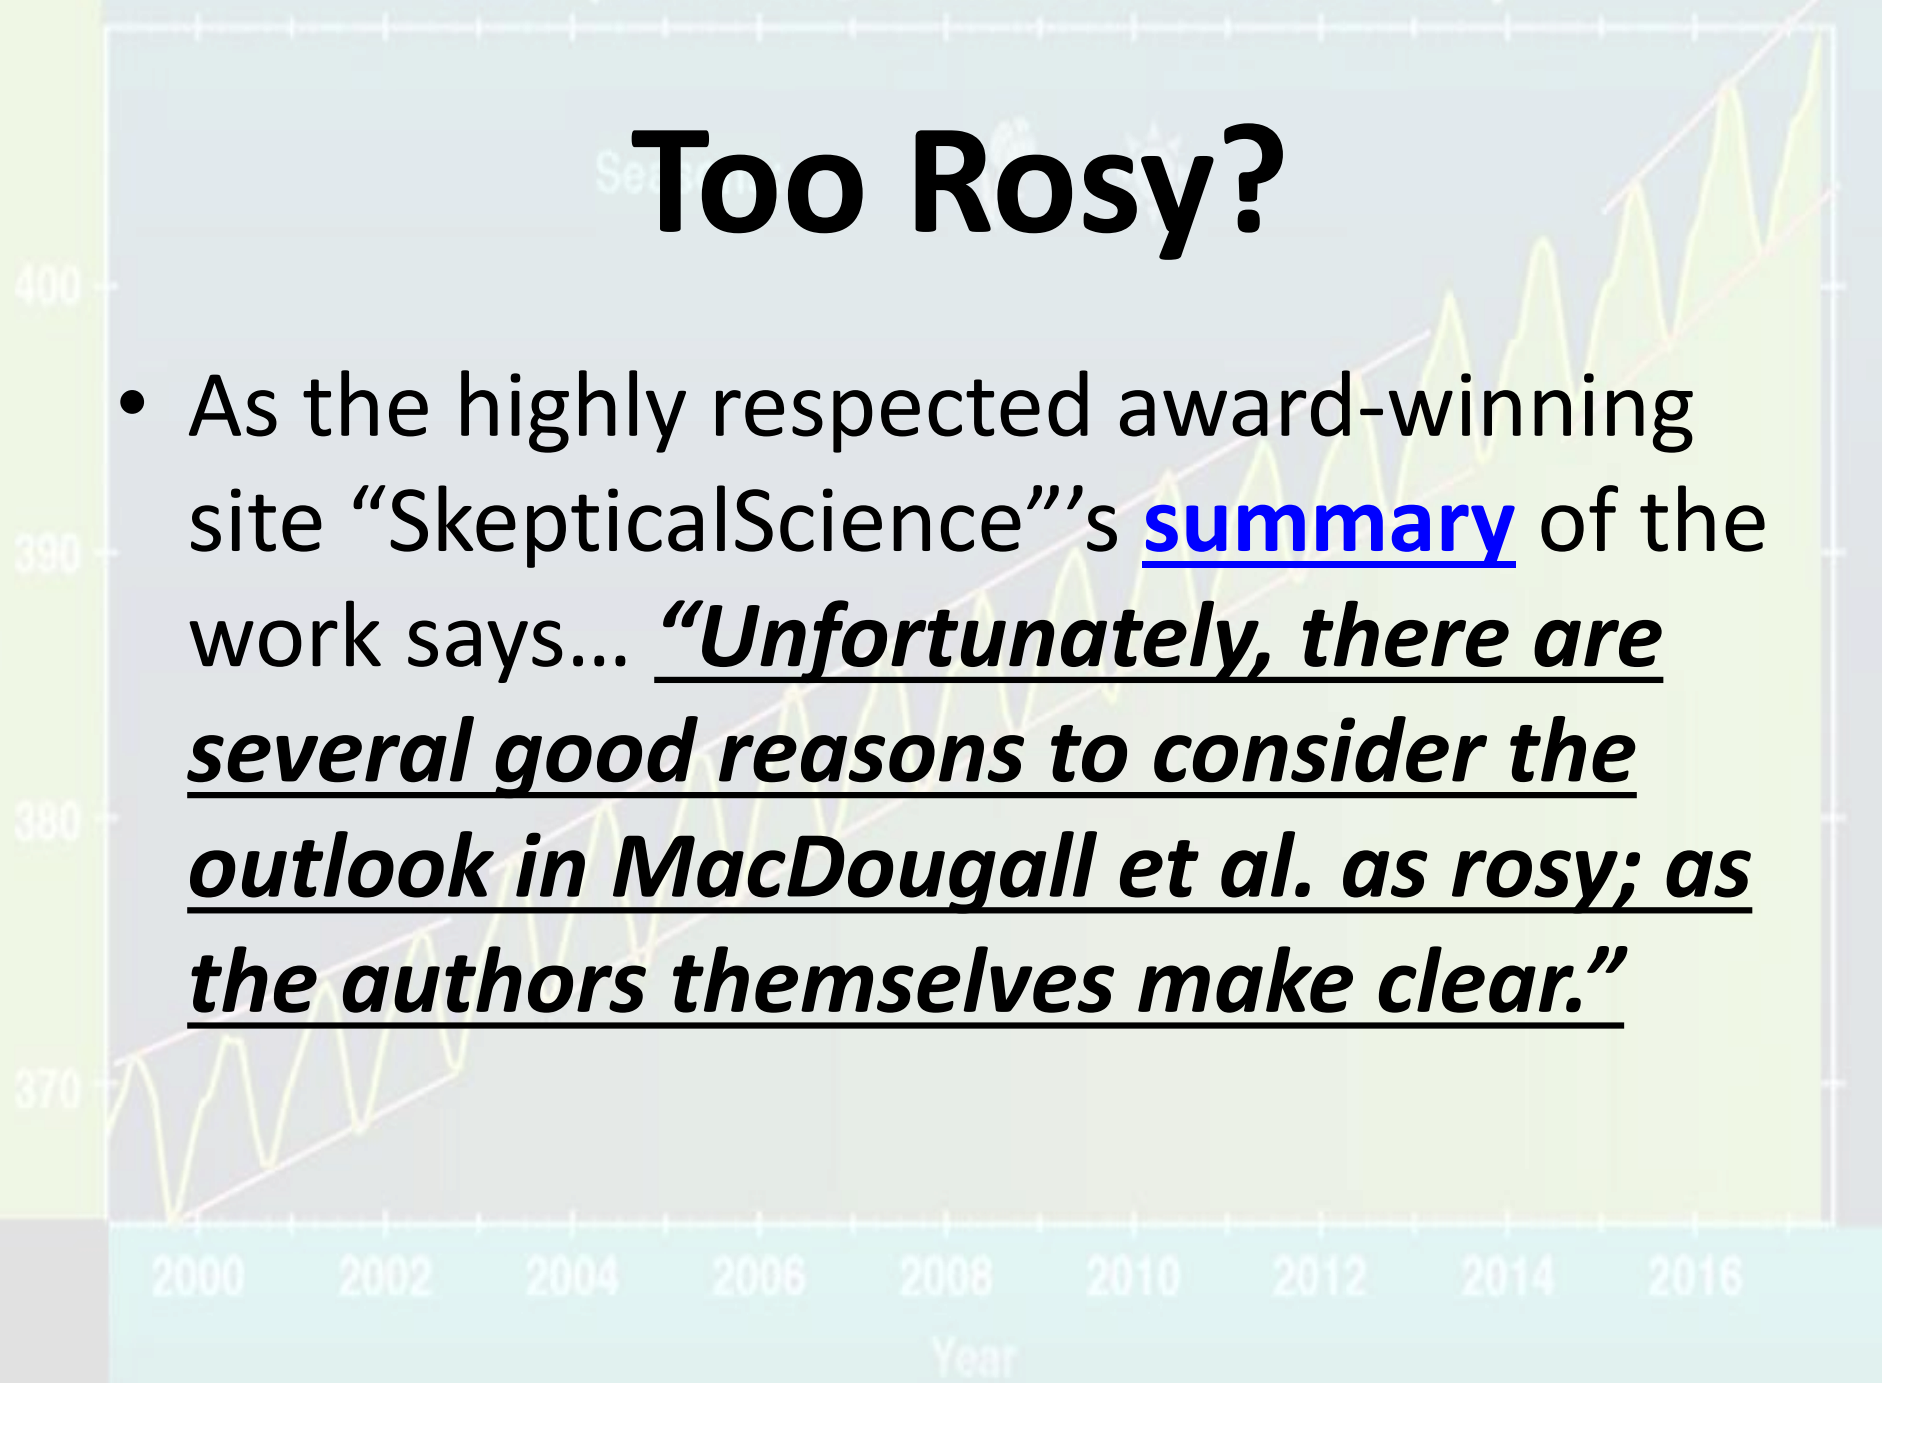 Too Rosy?
• As the highly respected award-winning
site “SkepticalScience”’s summary of the
work says… “Unfortunately, there are
several good reasons to consider the
outlook in MacDougall et al. as rosy; as
the authors themselves make clear.”
400
390
380
370
2000 2002 2004 2006 2008 2010 2012 2014 2016
Year